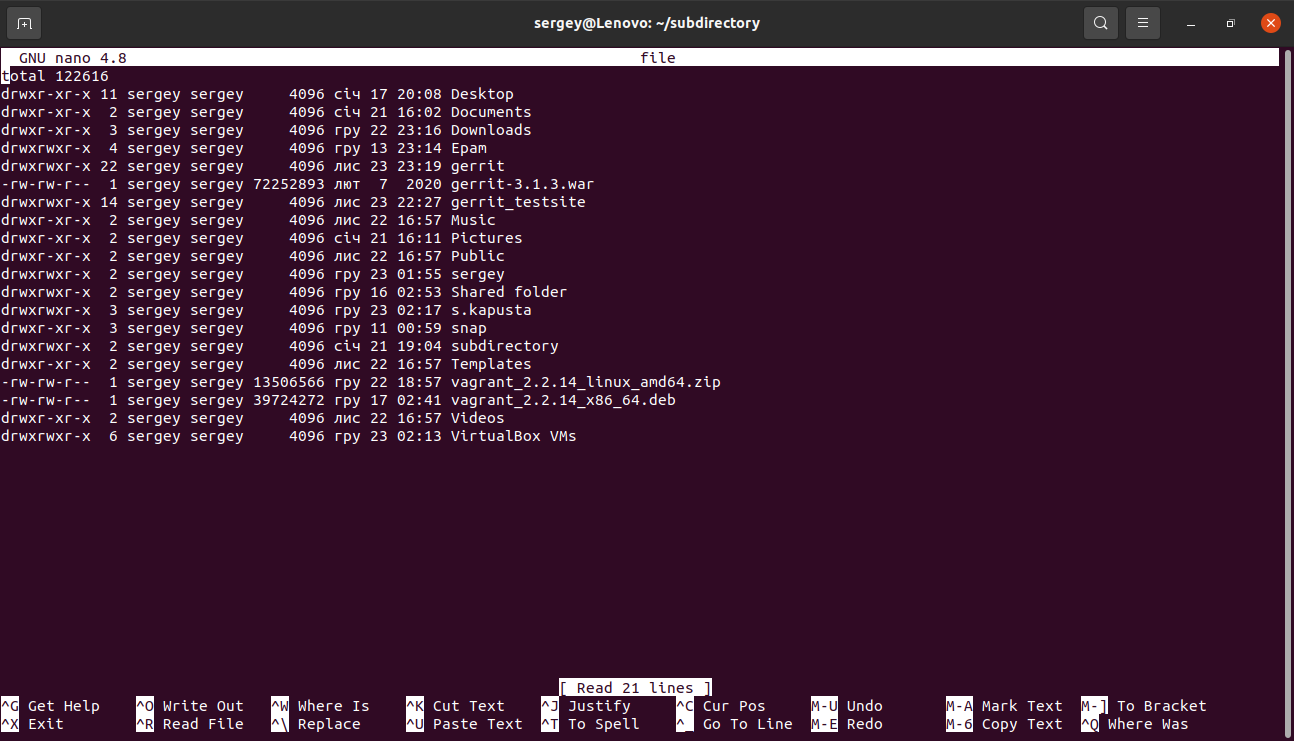 sergey@Lenovo: ~/subdirectory
GNU nano 4.8 file
total 122616
drwxr-xr-x 11 sergey sergey     4096 січ 17 20:08 Desktop
drwxr-xr-x  2 sergey sergey     4096 січ 21 16:02 Documents
drwxr-xr-x  3 sergey sergey     4096 гру 22 23:16 Downloads
drwxrwxr-x  4 sergey sergey     4096 гру 13 23:14 Epam
drwxrwxr-x 22 sergey sergey     4096 лис 23 23:19 gerrit
-rw-rw-r--  1 sergey sergey 72252893 лют  7  2020 gerrit-3.1.3.war
drwxrwxr-x 14 sergey sergey     4096 лис 23 22:27 gerrit_testsite
drwxr-xr-x  2 sergey sergey     4096 лис 22 16:57 Music
drwxr-xr-x  2 sergey sergey     4096 січ 21 16:11 Pictures
drwxr-xr-x  2 sergey sergey     4096 лис 22 16:57 Public
drwxrwxr-x  2 sergey sergey     4096 гру 23 01:55 sergey
drwxrwxr-x  2 sergey sergey     4096 гру 16 02:53 Shared folder
drwxrwxr-x  3 sergey sergey     4096 гру 23 02:17 s.kapusta
drwxrwxr-x  3 sergey sergey     4096 гру 11 00:59 snap
drwxrwxr-x  2 sergey sergey     4096 січ 21 19:04 subdirectory
drwxr-xr-x  2 sergey sergey     4096 лис 22 16:57 Templates
-rw-rw-r--  1 sergey sergey 13506566 гру 22 18:57 vagrant_2.2.14_linux_amd64.zip
-rw-rw-r--  1 sergey sergey 39724272 гру 17 02:41 vagrant_2.2.14_x86_64.deb
drwxr-xr-x  2 sergey sergey     4096 лис 22 16:57 Videos
drwxrwxr-x  6 sergey sergey     4096 гру 23 02:13 VirtualBox VMs
[ Read 21 lines ]
^G Get Help ^O Write Out ^W Where Is ^K Cut Text ^J Justify ^C Cur Pos M-U Undo M-A Mark Text M-] To Bracket
^X Exit ^R Read File ^\ Replace ^U Paste Text ^T To Spell ^_ Go To Line M-E Redo M-6 Copy Text ^Q Where Was